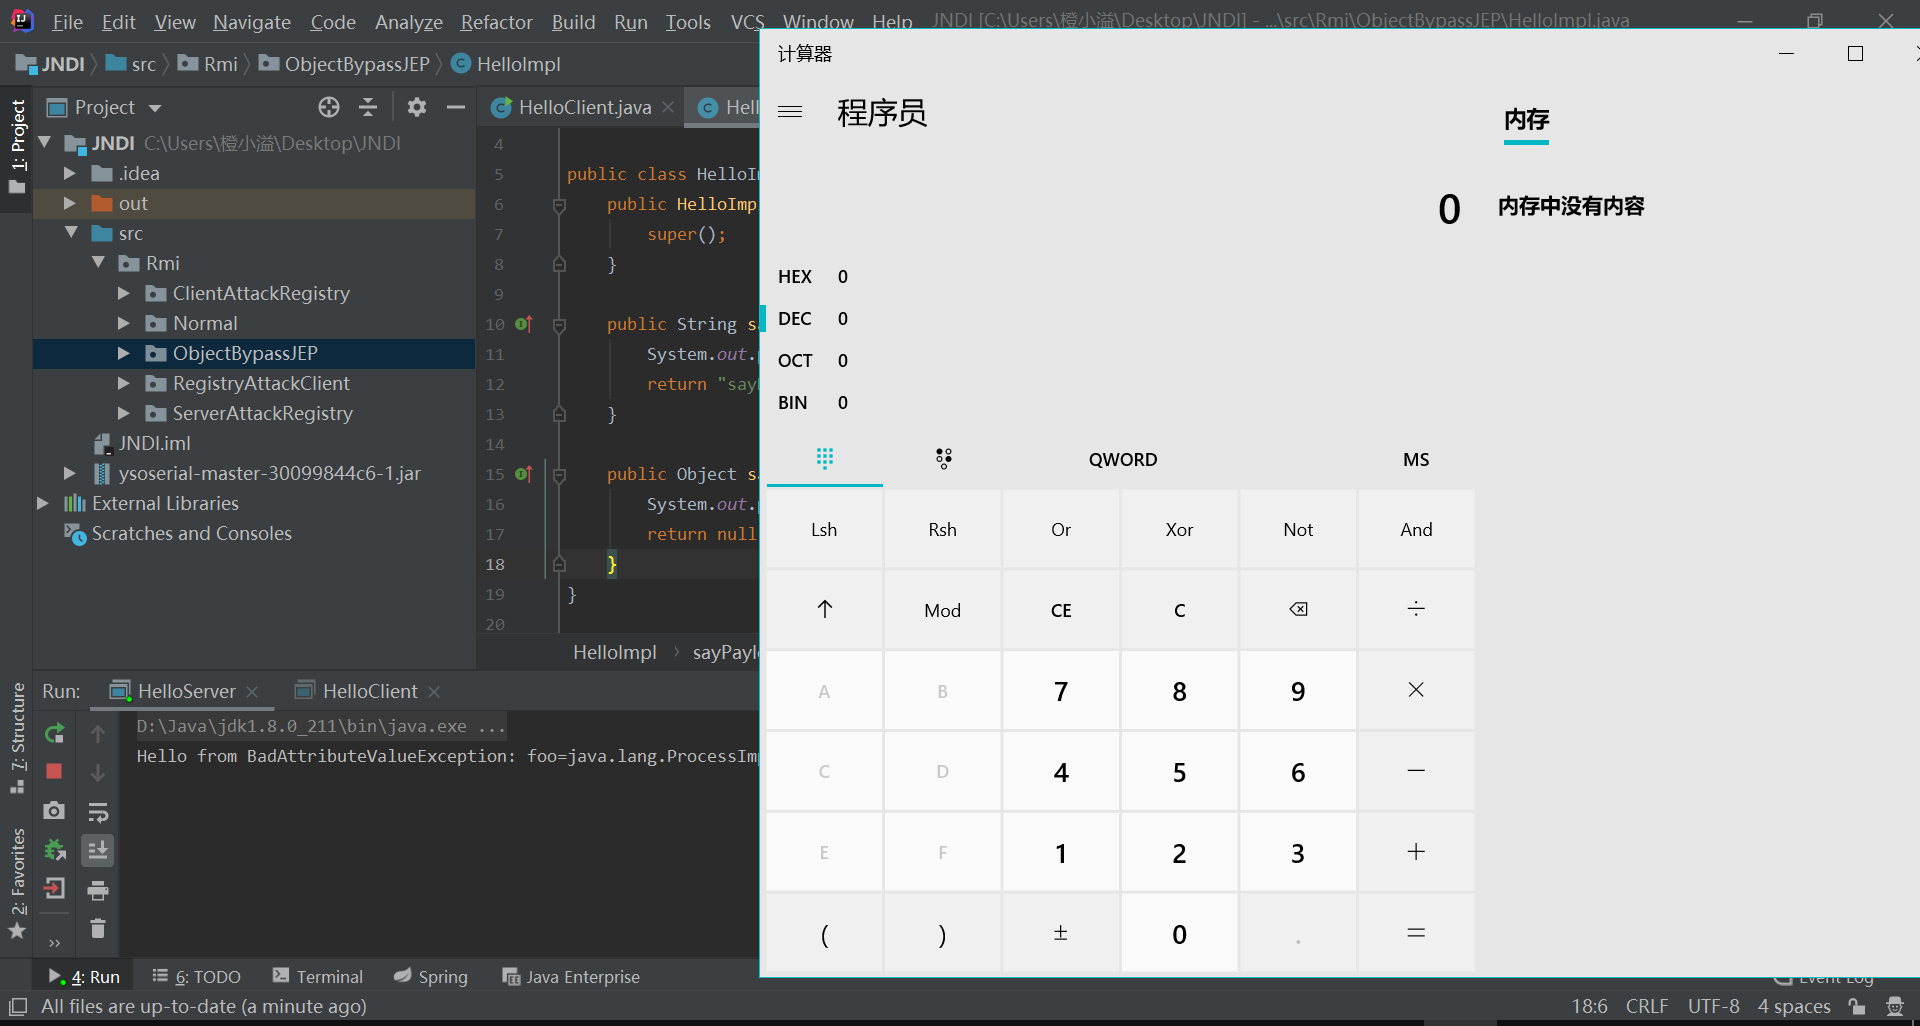 File Edit View Navigate Code Analyze Refactor Build Run Tools VCS Window Help JNDI [C:\Users\橙小溢\Desktop\JNDI] - ...\src\Rmi\ObjectBypassJEP\HelloImpl.java
JNDI src Rmi ObjectBypassJEP HelloImpl
1: Project
7: Structure
2: Favorites
Project
JNDI C:\Users\橙小溢\Desktop\JNDI
.idea
out
src
Rmi
ClientAttackRegistry
Normal
ObjectBypassJEP
RegistryAttackClient
ServerAttackRegistry
JNDI.iml
ysoserial-master-30099844c6-1.jar
External Libraries
Scratches and Consoles
HelloClient.java Hell
4
5 public class HelloIm
6 public HelloImp
7 super();
8 }
9
10 public String s
11 System.out.p
12 return "say
13 }
14
15 public Object s
16 System.out.p
17 return null
18 }
19 }
20
HelloImpl › sayPayl
Run: HelloServer HelloClient
D:\Java\jdk1.8.0_211\bin\java.exe ...
Hello from BadAttributeValueException: foo=java.lang.ProcessImp
4: Run 6: TODO Terminal Spring Java Enterprise Event Log
All files are up-to-date (a minute ago) 18:6 CRLF UTF-8 4 spaces
计算器
程序员
内存
0
内存中没有内容
HEX 0
DEC 0
OCT 0
BIN 0
QWORD MS
Lsh Rsh Or Xor Not And
↑ Mod CE C ⌫ ÷
A B 7 8 9 ×
C D 4 5 6 −
E F 1 2 3 +
( ) ± 0 . =